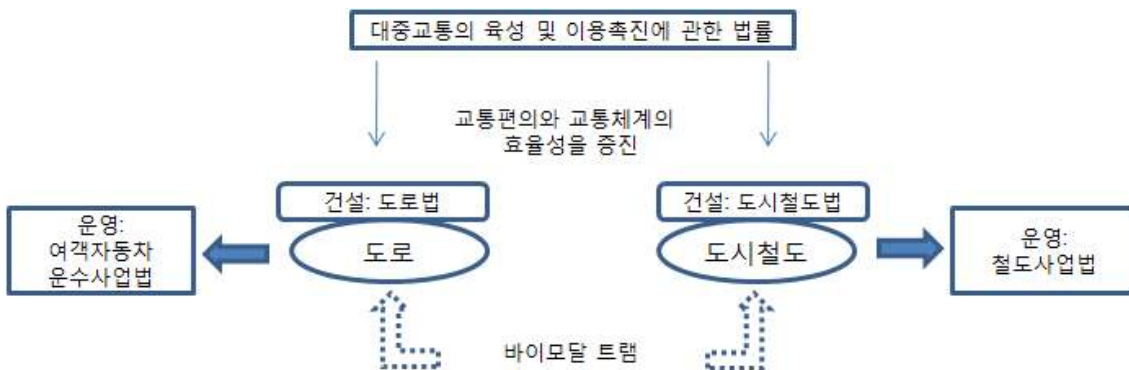 대중교통의 육성 및 이용촉진에 관한 법률
교통편의와 교통체계의
효율성을 증진
건설: 도로법
건설: 도시철도법
운영:
여객자동차
운수사업법
도로
도시철도
운영:
철도사업법
바이모달 트램